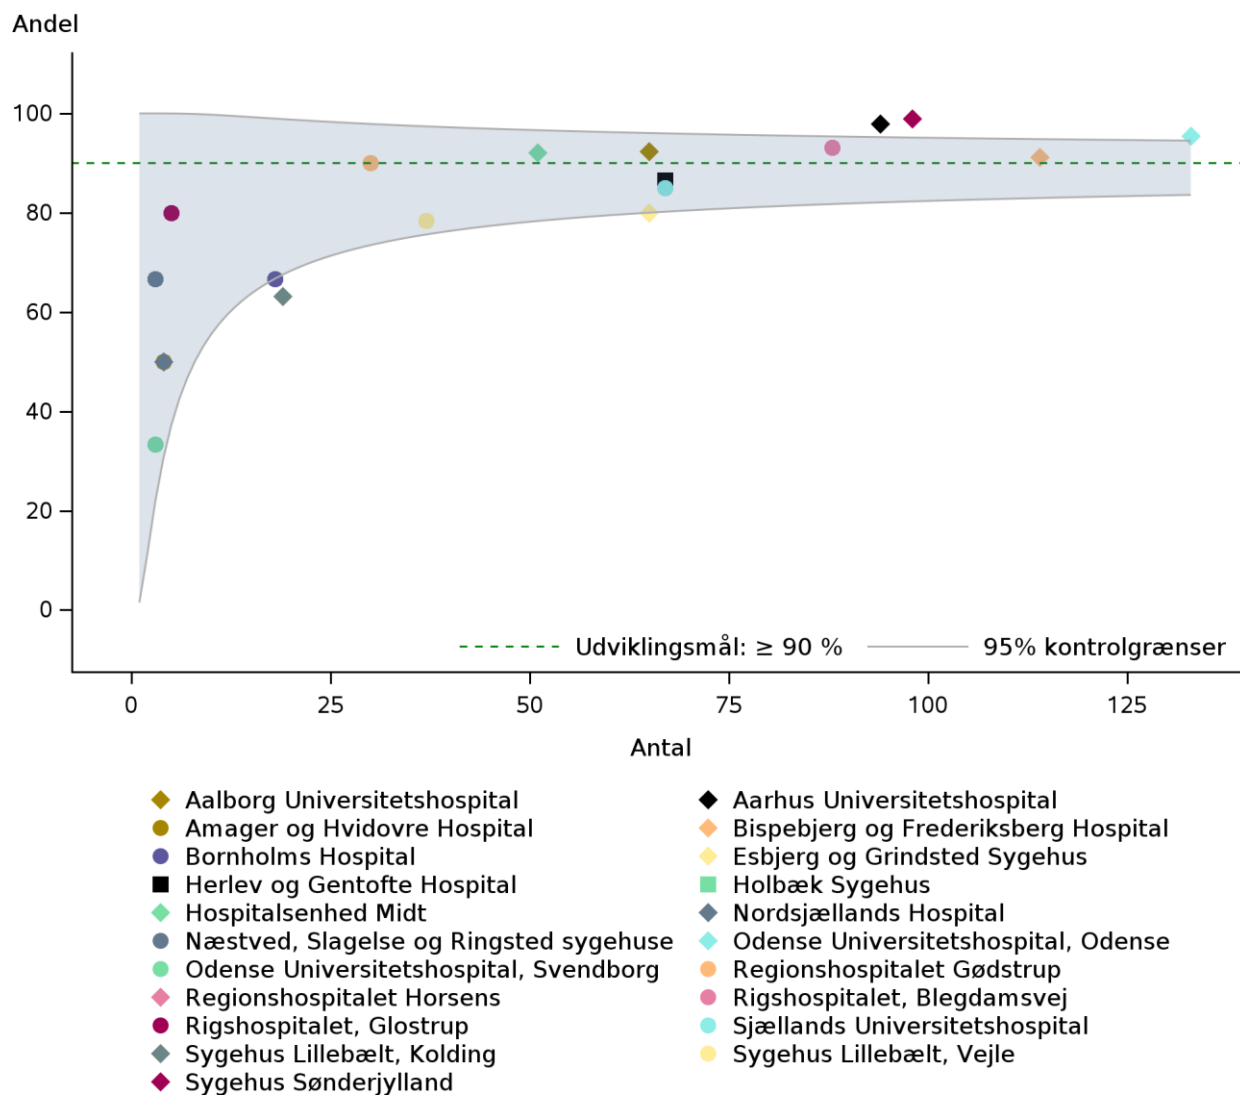 Andel
100
80
60
40
20
0
Udviklingsmål: ≥ 90 % 95% kontrolgrænser
0 25 50 75 100 125
Antal
Aalborg Universitetshospital Aarhus Universitetshospital
Amager og Hvidovre Hospital Bispebjerg og Frederiksberg Hospital
Bornholms Hospital Esbjerg og Grindsted Sygehus
Herlev og Gentofte Hospital Holbæk Sygehus
Hospitalsenhed Midt Nordsjællands Hospital
Næstved, Slagelse og Ringsted sygehuse Odense Universitetshospital, Odense
Odense Universitetshospital, Svendborg Regionshospitalet Gødstrup
Regionshospitalet Horsens Rigshospitalet, Blegdamsvej
Rigshospitalet, Glostrup Sjællands Universitetshospital
Sygehus Lillebælt, Kolding Sygehus Lillebælt, Vejle
Sygehus Sønderjylland